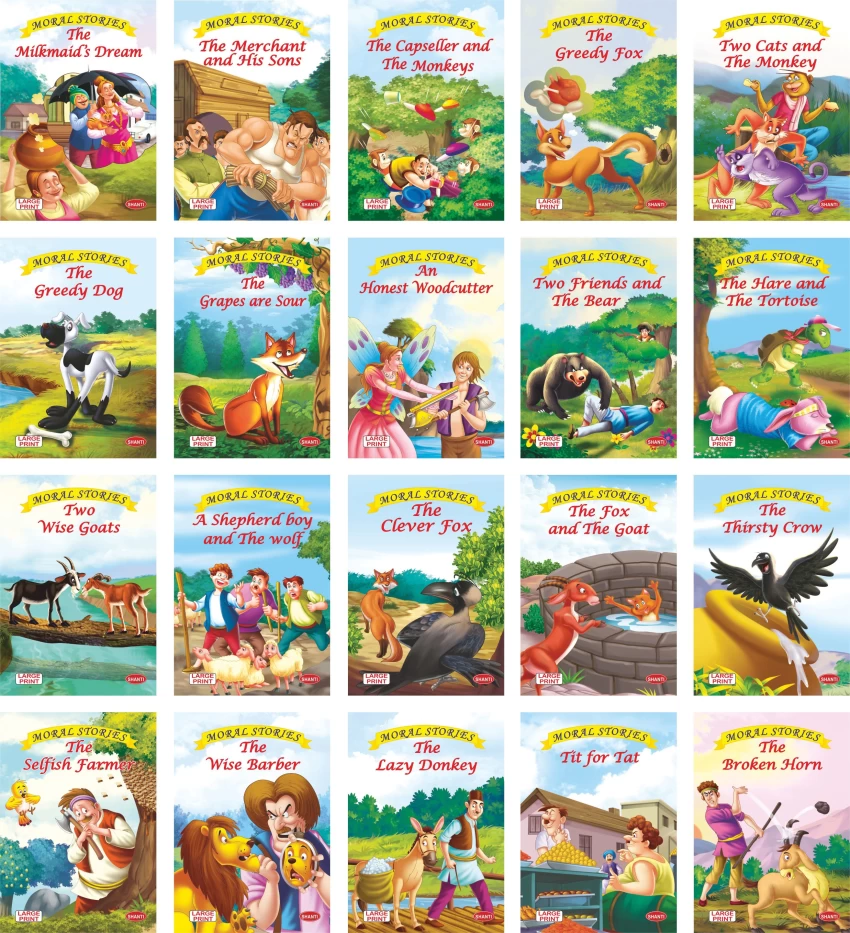 MORAL STORIES
The
Milkmaid's Dream
LARGE
PRINT
SHANTI
MORAL STORIES
The Merchant
and His Sons
LARGE
PRINT
SHANTI
MORAL STORIES
The Capseller and
The Monkeys
LARGE
PRINT
SHANTI
MORAL STORIES
The
Greedy Fox
LARGE
PRINT
SHANTI
MORAL STORIES
Two Cats and
The Monkey
LARGE
PRINT
SHANTI
MORAL STORIES
The
Greedy Dog
LARGE
PRINT
SHANTI
MORAL STORIES
The
Grapes are Sour
LARGE
PRINT
SHANTI
MORAL STORIES
An
Honest Woodcutter
LARGE
PRINT
SHANTI
MORAL STORIES
Two Friends and
The Bear
LARGE
PRINT
SHANTI
MORAL STORIES
The Hare and
The Tortoise
LARGE
PRINT
SHANTI
MORAL STORIES
Two
Wise Goats
LARGE
PRINT
SHANTI
MORAL STORIES
A Shepherd boy
and The wolf
LARGE
PRINT
SHANTI
MORAL STORIES
The
Clever Fox
LARGE
PRINT
SHANTI
MORAL STORIES
The Fox
and The Goat
LARGE
PRINT
SHANTI
MORAL STORIES
The
Thirsty Crow
LARGE
PRINT
SHANTI
MORAL STORIES
The
Selfish Farmer
LARGE
PRINT
SHANTI
MORAL STORIES
The
Wise Barber
LARGE
PRINT
SHANTI
MORAL STORIES
The
Lazy Donkey
LARGE
PRINT
SHANTI
MORAL STORIES
Tit for Tat
LARGE
PRINT
SHANTI
MORAL STORIES
The
Broken Horn
LARGE
PRINT
SHANTI